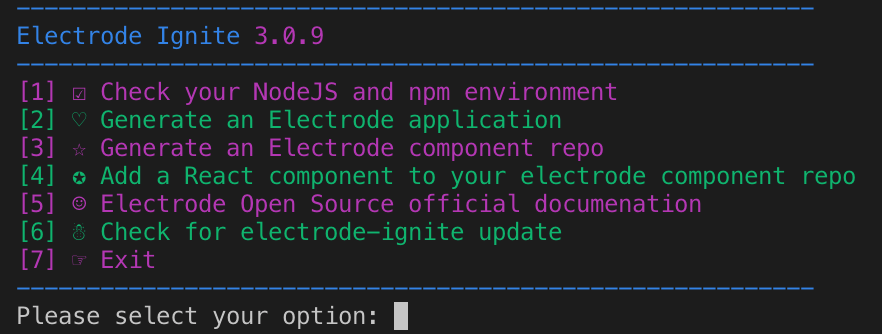 ---------------------------------------------------------
Electrode Ignite 3.0.9
---------------------------------------------------------
[1] ☑ Check your NodeJS and npm environment
[2] ♡ Generate an Electrode application
[3] ☆ Generate an Electrode component repo
[4] ✪ Add a React component to your electrode component repo
[5] ☺ Electrode Open Source official documenation
[6] ☃ Check for electrode-ignite update
[7] ☞ Exit
---------------------------------------------------------
Please select your option: